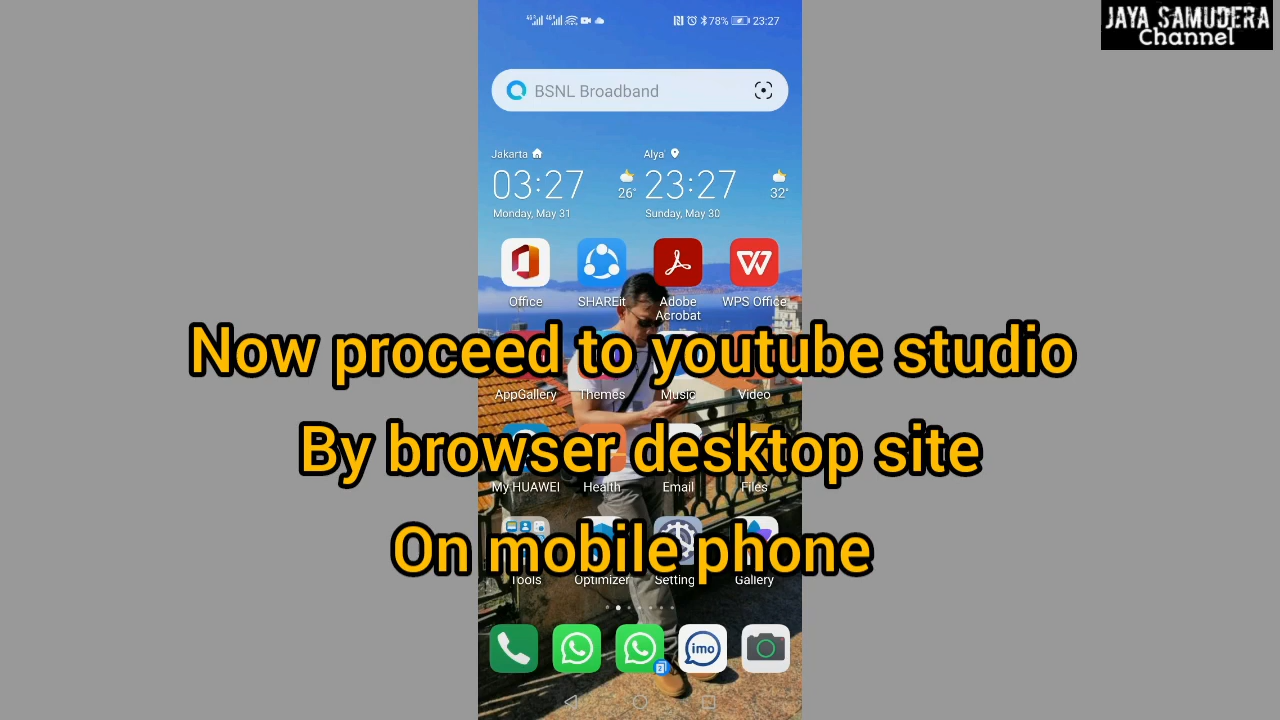 JAYA SAMUDERA
Channel
78% 23:27
BSNL Broadband
Jakarta Alya'
03:27 26° 23:27 32°
Monday, May 31 Sunday, May 30
Office SHAREit Adobe Acrobat WPS Office
Now proceed to youtube studio
AppGallery Themes Music Video
By browser desktop site
My HUAWEI Health Email Files
On mobile phone
Tools Optimizer Settings Gallery
imo
2